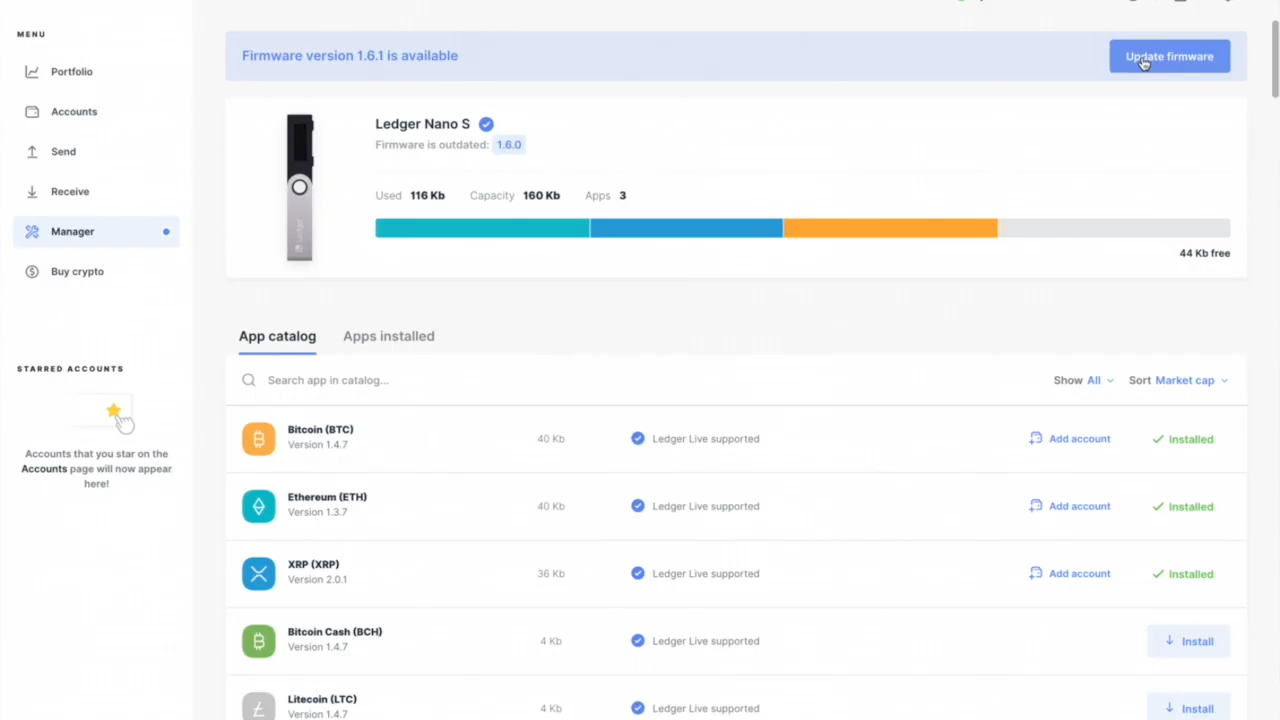 MENU
Portfolio
Accounts
Send
Receive
Manager
Buy crypto
STARRED ACCOUNTS
Accounts that you star on the
Accounts page will now appear
here!
Firmware version 1.6.1 is available
Update firmware
Ledger Nano S
Firmware is outdated: 1.6.0
Used 116 Kb Capacity 160 Kb Apps 3
44 Kb free
App catalog Apps installed
Search app in catalog... Show All Sort Market cap
Bitcoin (BTC)
Version 1.4.7
40 Kb Ledger Live supported Add account Installed
Ethereum (ETH)
Version 1.3.7
40 Kb Ledger Live supported Add account Installed
XRP (XRP)
Version 2.0.1
36 Kb Ledger Live supported Add account Installed
Bitcoin Cash (BCH)
Version 1.4.7
4 Kb Ledger Live supported Install
Litecoin (LTC)
Version 1.4.7
4 Kb Ledger Live supported Install